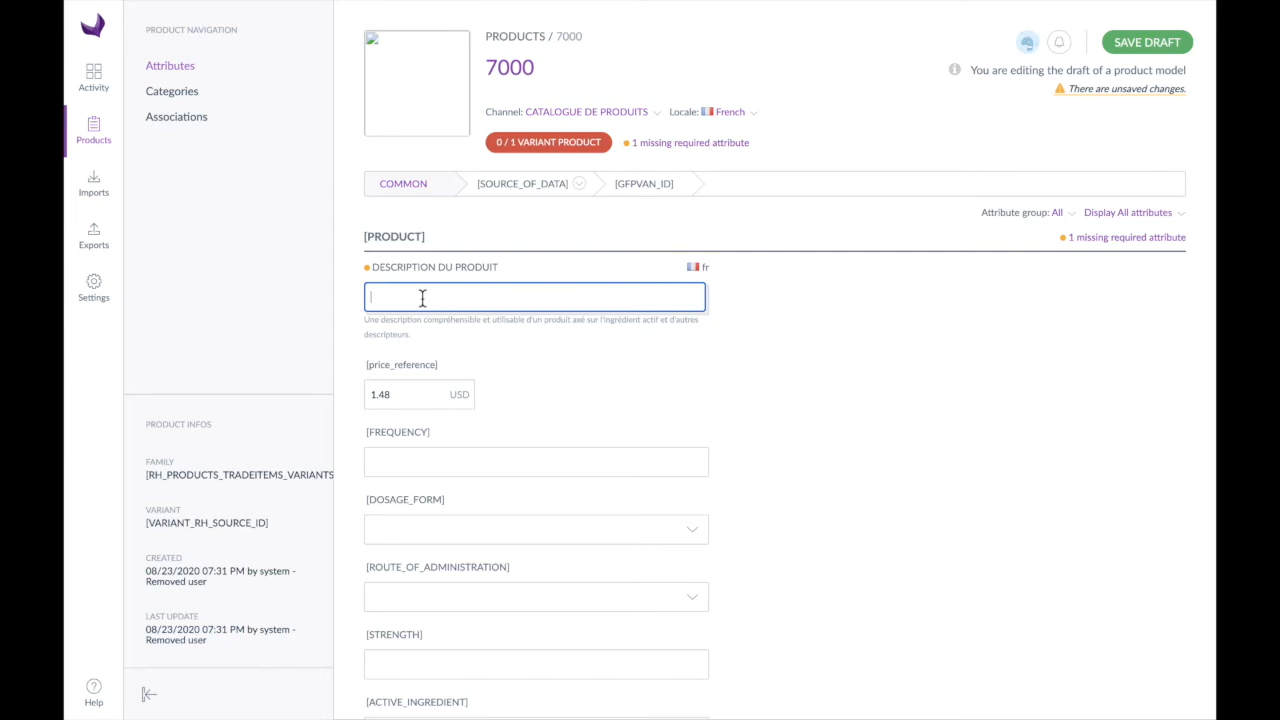 PRODUCT NAVIGATION
Attributes
Categories
Associations
Activity
Products
Imports
Exports
Settings
Help
PRODUCT INFOS
FAMILY
[RH_PRODUCTS_TRADEITEMS_VARIANTS
VARIANT
[VARIANT_RH_SOURCE_ID]
CREATED
08/23/2020 07:31 PM by system -
Removed user
LAST UPDATE
08/23/2020 07:31 PM by system -
Removed user
PRODUCTS / 7000
7000
SAVE DRAFT
You are editing the draft of a product model
There are unsaved changes.
Channel: CATALOGUE DE PRODUITS Locale: French
0 / 1 VARIANT PRODUCT 1 missing required attribute
COMMON [SOURCE_OF_DATA] [GFPVAN_ID]
Attribute group: All Display All attributes
[PRODUCT] 1 missing required attribute
DESCRIPTION DU PRODUIT fr
Une description compréhensible et utilisable d'un produit axé sur l'ingrédient actif et d'autres
descripteurs.
[price_reference]
1.48 USD
[FREQUENCY]
[DOSAGE_FORM]
[ROUTE_OF_ADMINISTRATION]
[STRENGTH]
[ACTIVE_INGREDIENT]